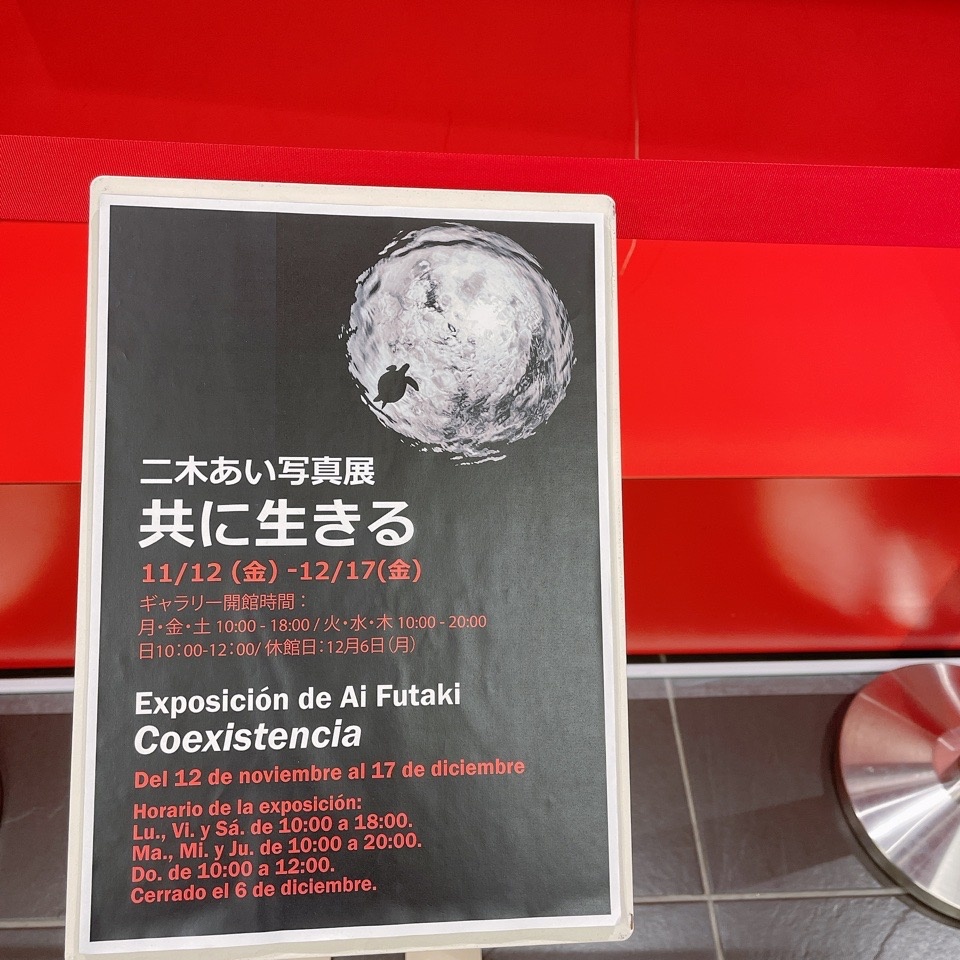 二木あい写真展
共に生きる
11/12 (金) -12/17(金)
ギャラリー開館時間：
月・金・土 10:00 - 18:00 / 火・水・木 10:00 - 20:00
日10:00-12:00/ 休館日：12月6日（月）
Exposición de Ai Futaki
Coexistencia
Del 12 de noviembre al 17 de diciembre
Horario de la exposición:
Lu., Vi. y Sá. de 10:00 a 18:00.
Ma., Mi. y Ju. de 10:00 a 20:00.
Do. de 10:00 a 12:00.
Cerrado el 6 de diciembre.